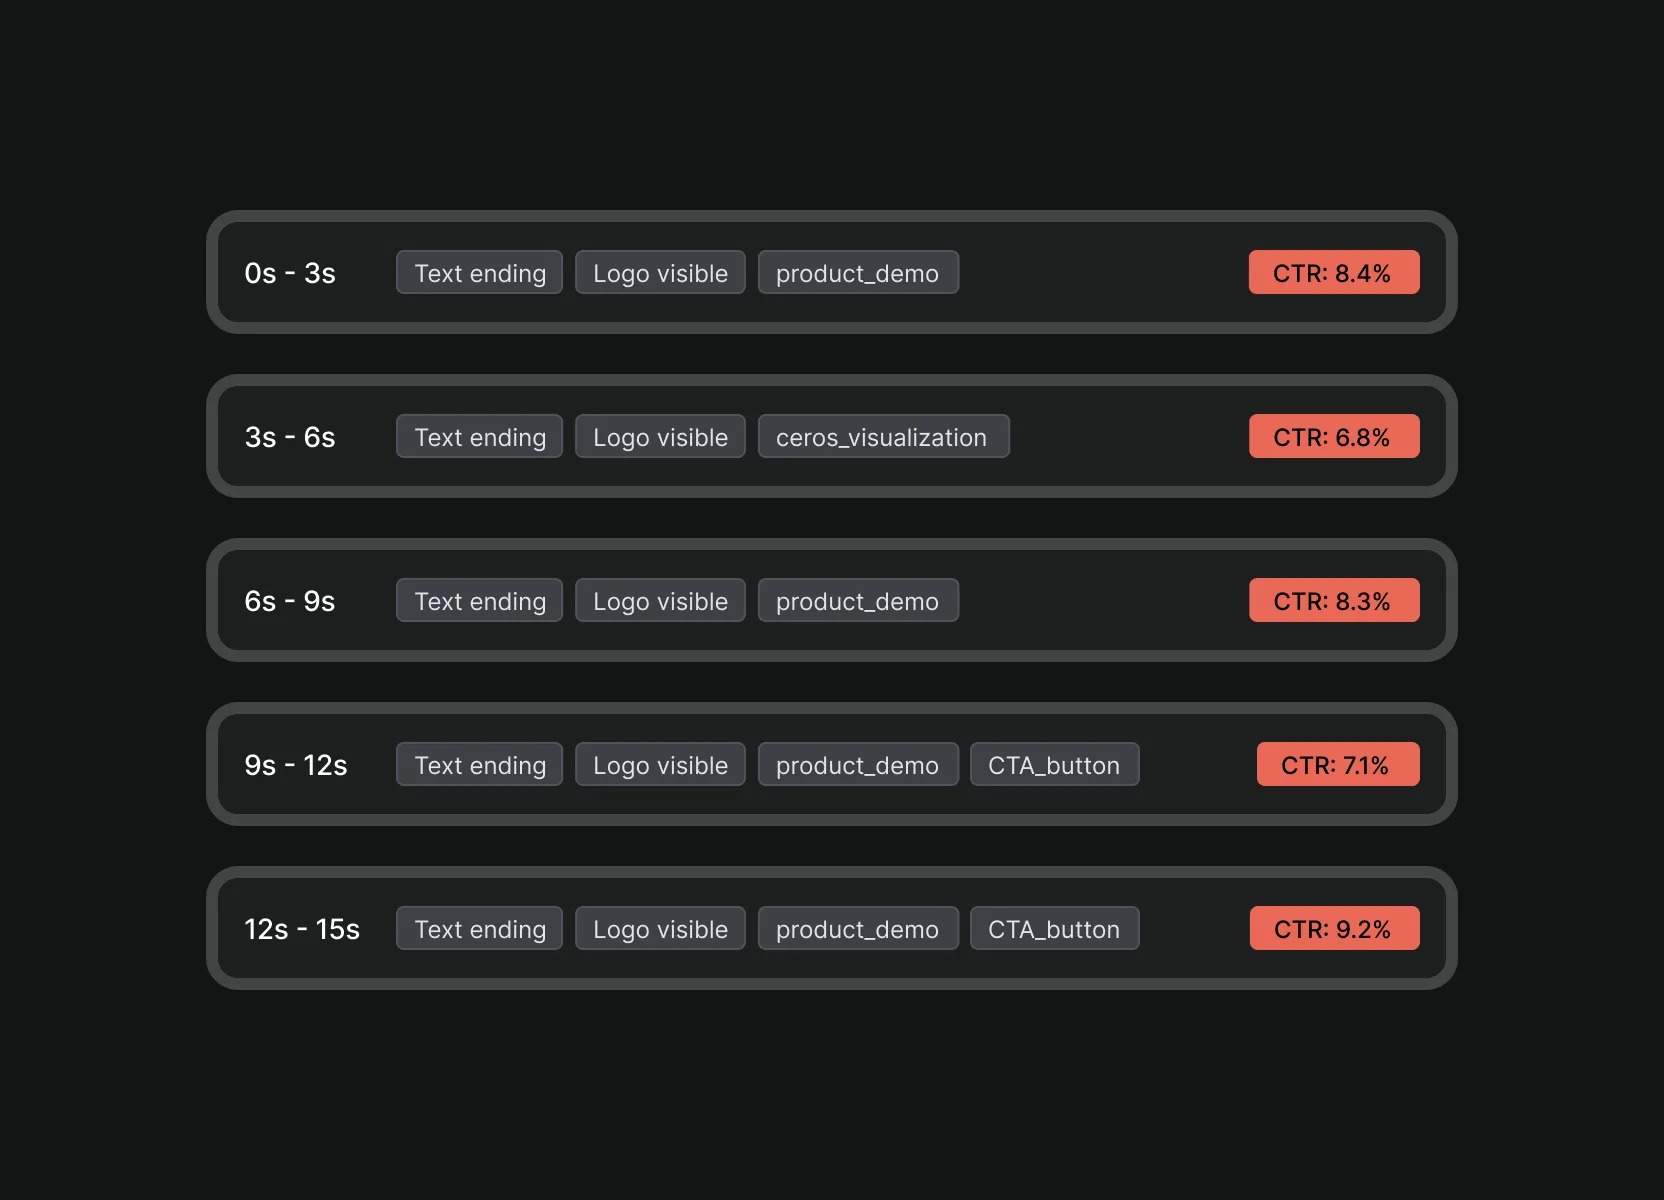 0s - 3s Text ending Logo visible product_demo CTR: 8.4%
3s - 6s Text ending Logo visible ceros_visualization CTR: 6.8%
6s - 9s Text ending Logo visible product_demo CTR: 8.3%
9s - 12s Text ending Logo visible product_demo CTA_button CTR: 7.1%
12s - 15s Text ending Logo visible product_demo CTA_button CTR: 9.2%